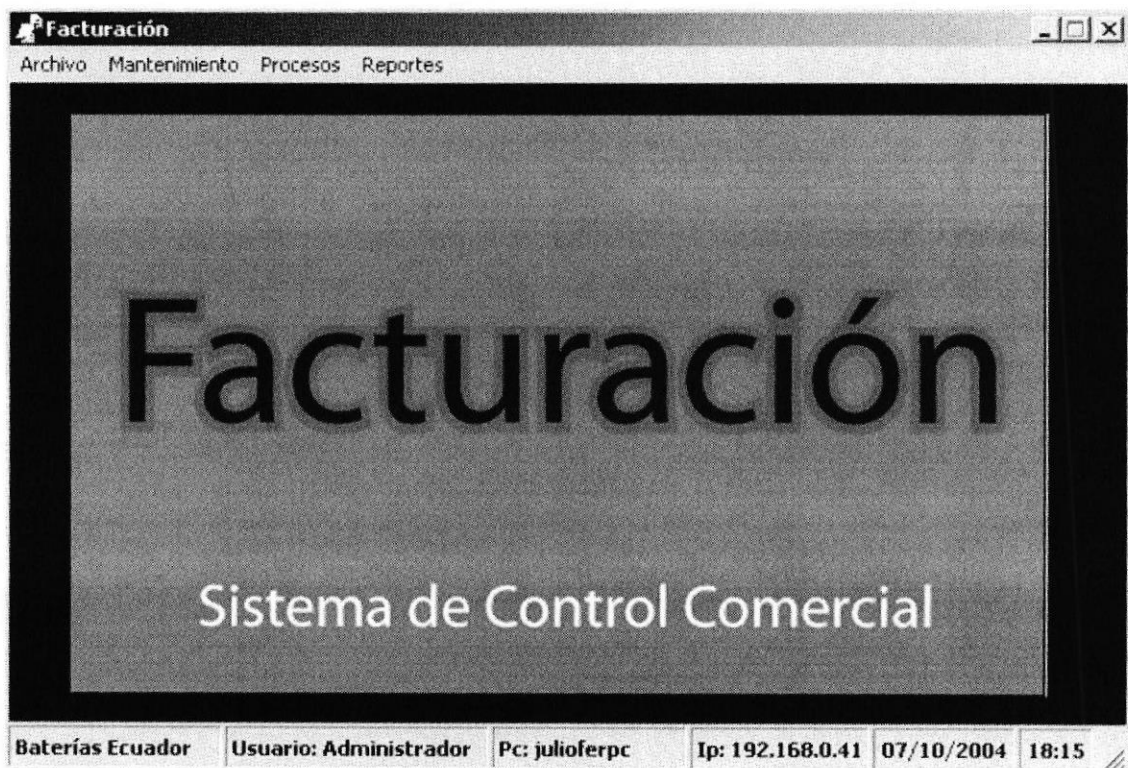 Facturación
Archivo Mantenimiento Procesos Reportes
Facturación
Sistema de Control Comercial
Baterías Ecuador Usuario: Administrador Pc: julioferpc Ip: 192.168.0.41 07/10/2004 18:15